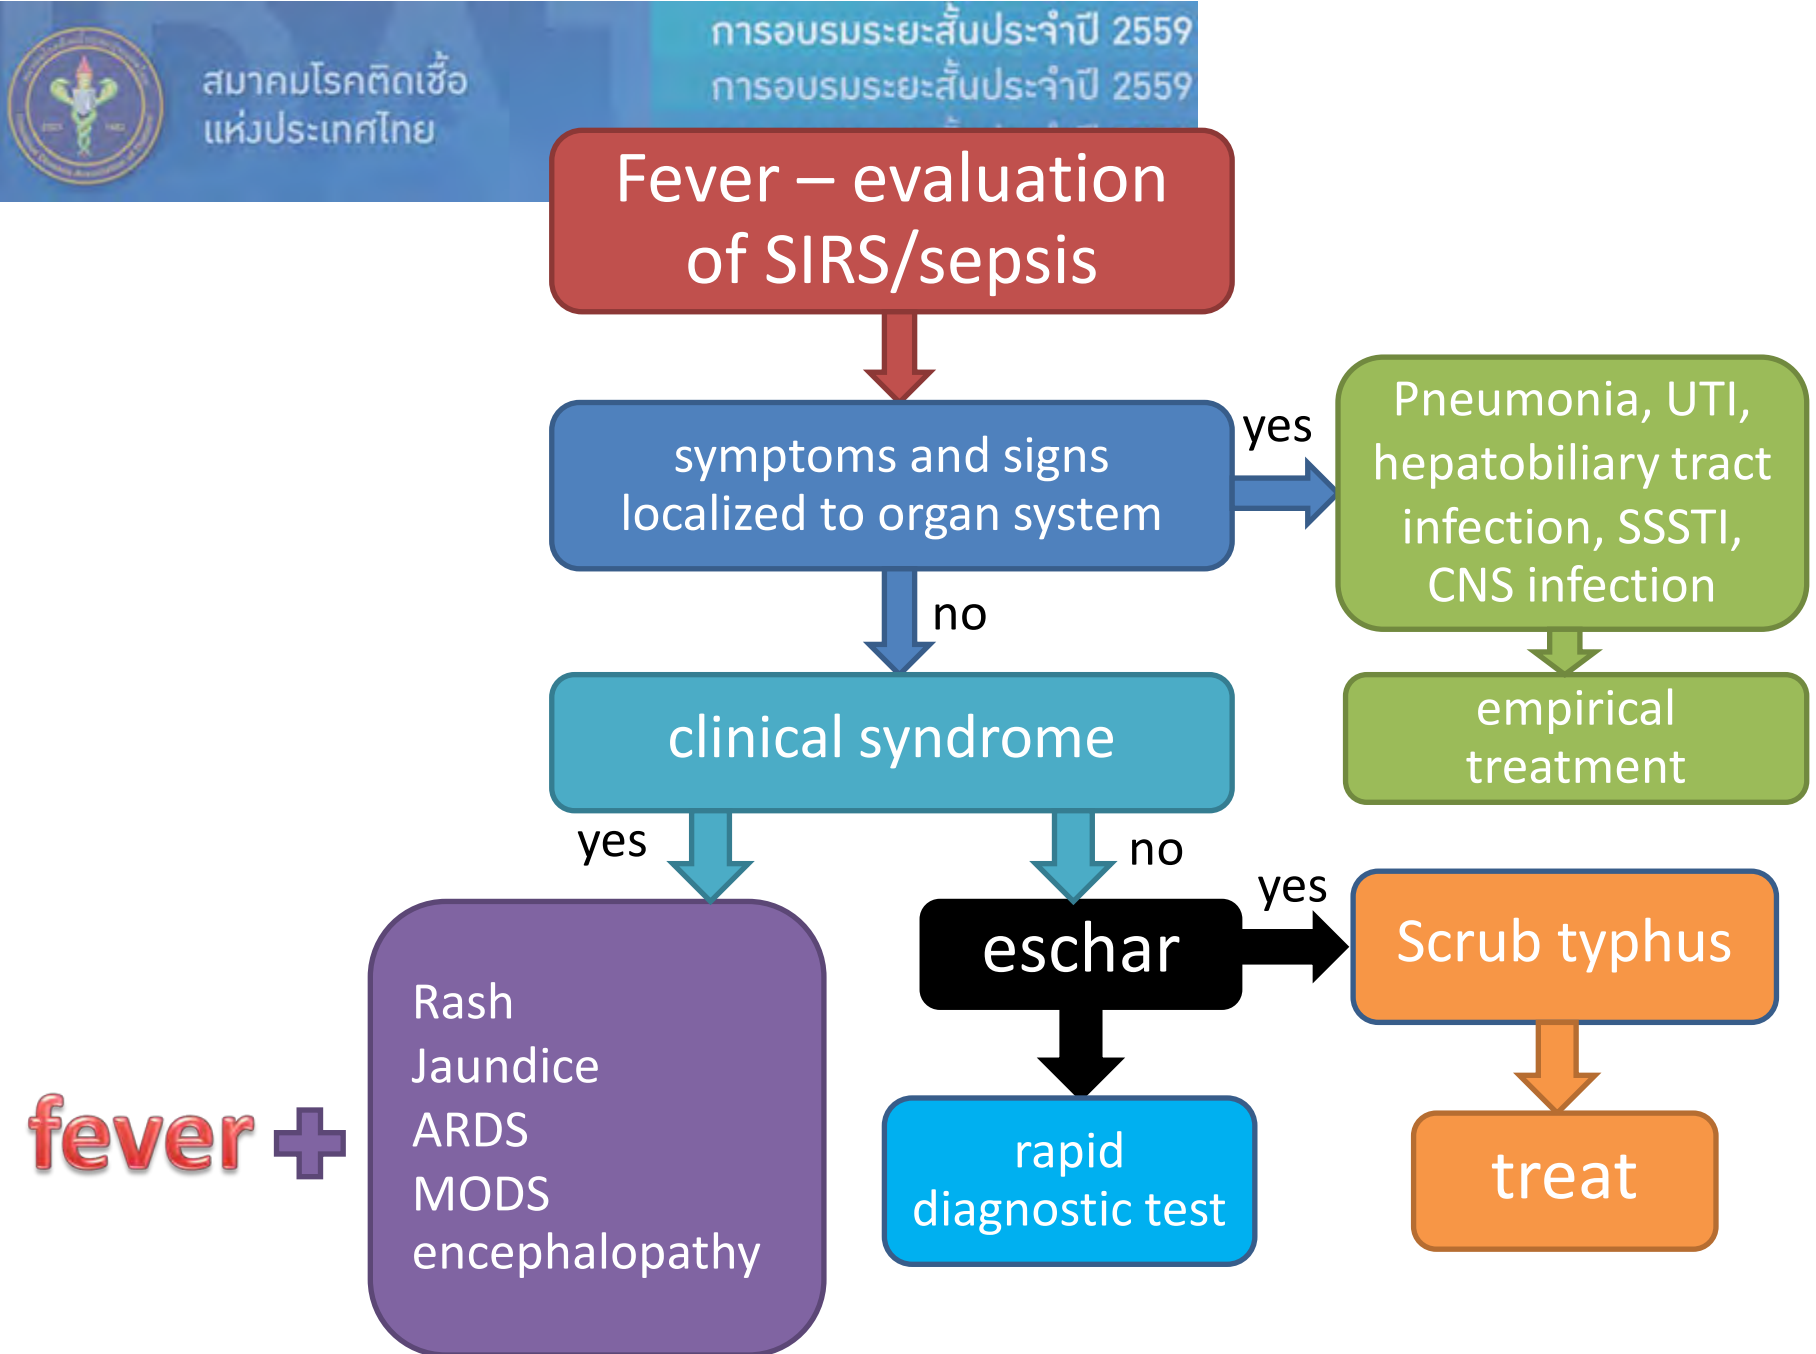 สมาคมโรคติดเชื้อ
แห่งประเทศไทย
การอบรมระยะสั้นประจำปี 2559
การอบรมระยะสั้นประจำปี 2559
Fever – evaluation
of SIRS/sepsis
symptoms and signs
localized to organ system
yes
Pneumonia, UTI,
hepatobiliary tract
infection, SSSTI,
CNS infection
no
empirical
treatment
clinical syndrome
yes
no
eschar
yes
Scrub typhus
fever
Rash
Jaundice
ARDS
MODS
encephalopathy
rapid
diagnostic test
treat